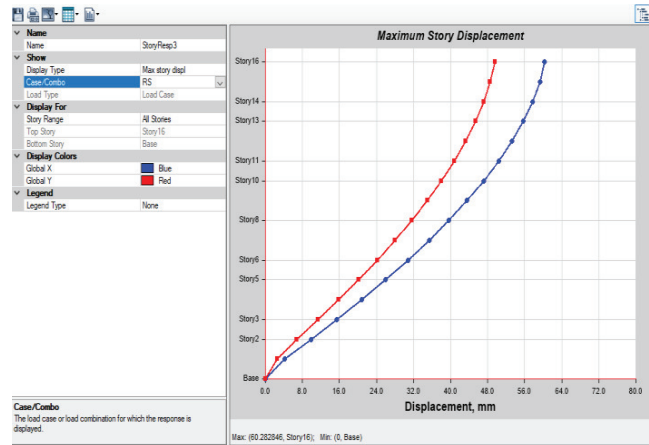 Name
Name StoryResp3
Show
Display Type Max story displ
Case/Combo RS
Load Type Load Case
Display For
Story Range All Stories
Top Story Story16
Bottom Story Base
Display Colors
Global X Blue
Global Y Red
Legend
Legend Type None
Case/Combo
The load case or load combination for which the response is
displayed.
Maximum Story Displacement
Story16
Story14
Story13
Story11
Story10
Story8
Story6
Story5
Story3
Story2
Base
0.0 8.0 16.0 24.0 32.0 40.0 48.0 56.0 64.0 72.0 80.0
Displacement, mm
Max: (60.282846, Story16); Min: (0, Base)